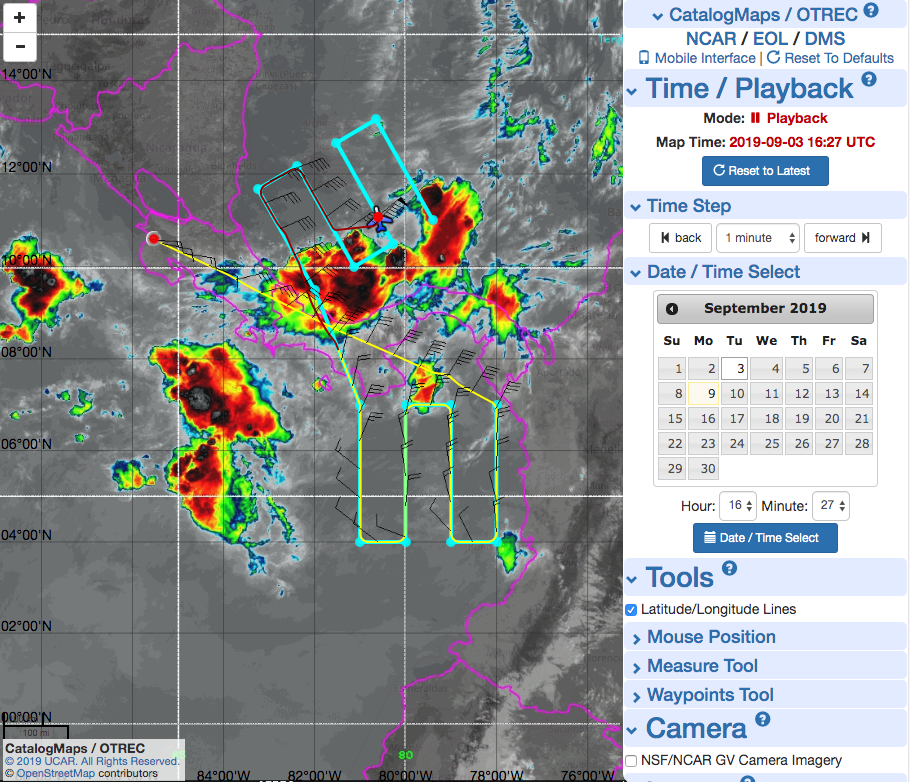 +
−
14°00'N
12°00'N
10°00'N
08°00'N
06°00'N
04°00'N
02°00'N
00°00'N
100 mi
CatalogMaps / OTREC
© 2019 UCAR. All Rights Reserved.
© OpenStreetMap contributors
80
84°00'W
82°00'W
80°00'W
78°00'W
76°00'W
CatalogMaps / OTREC ?
NCAR / EOL / DMS
Mobile Interface | Reset To Defaults
Time / Playback ?
Mode: Playback
Map Time: 2019-09-03 16:27 UTC
Reset to Latest
Time Step
back 1 minute forward
Date / Time Select
September 2019
Su Mo Tu We Th Fr Sa
1 2 3 4 5 6 7
8 9 10 11 12 13 14
15 16 17 18 19 20 21
22 23 24 25 26 27 28
29 30
Hour: 16 Minute: 27
Date / Time Select
Tools ?
Latitude/Longitude Lines
Mouse Position
Measure Tool
Waypoints Tool
Camera ?
NSF/NCAR GV Camera Imagery